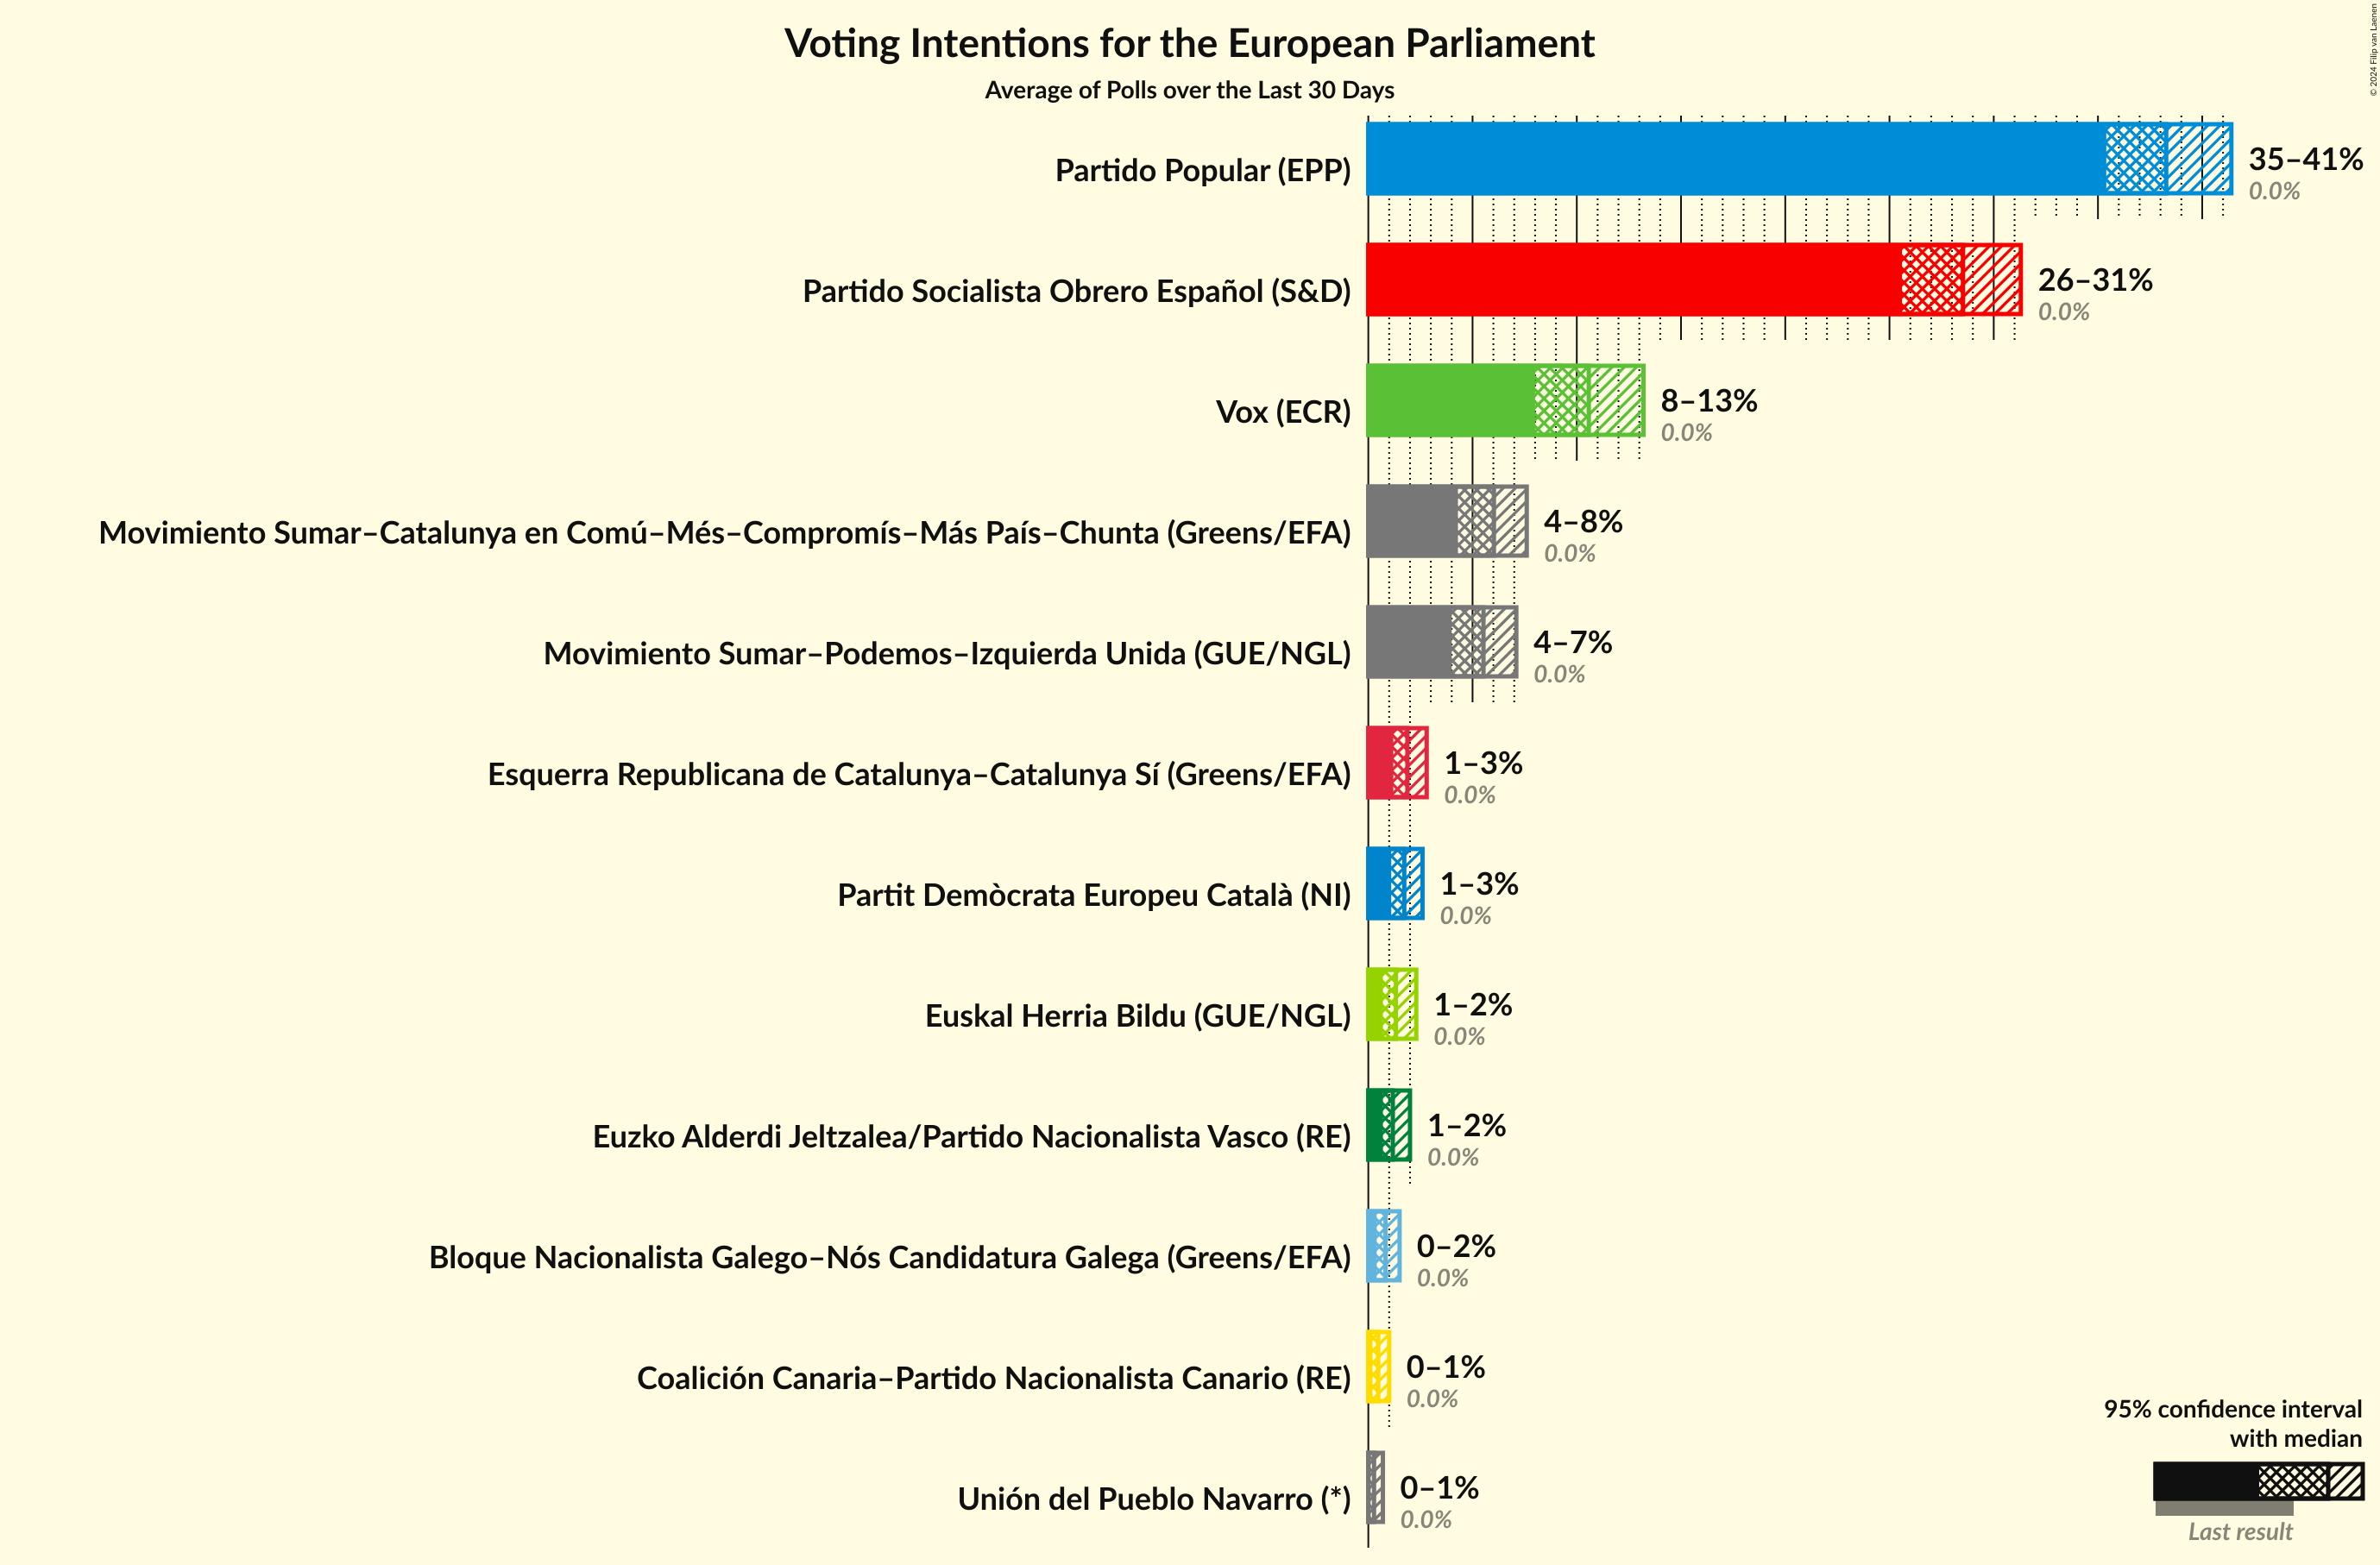 Voting Intentions for the European Parliament
Average of Polls over the Last 30 Days
© 2024 Filip van Laenen
Partido Popular (EPP)
35–41%
0.0%
Partido Socialista Obrero Español (S&D)
26–31%
0.0%
Vox (ECR)
8–13%
0.0%
Movimiento Sumar–Catalunya en Comú–Més–Compromís–Más País–Chunta (Greens/EFA)
4–8%
0.0%
Movimiento Sumar–Podemos–Izquierda Unida (GUE/NGL)
4–7%
0.0%
Esquerra Republicana de Catalunya–Catalunya Sí (Greens/EFA)
1–3%
0.0%
Partit Demòcrata Europeu Català (NI)
1–3%
0.0%
Euskal Herria Bildu (GUE/NGL)
1–2%
0.0%
Euzko Alderdi Jeltzalea/Partido Nacionalista Vasco (RE)
1–2%
0.0%
Bloque Nacionalista Galego–Nós Candidatura Galega (Greens/EFA)
0–2%
0.0%
Coalición Canaria–Partido Nacionalista Canario (RE)
0–1%
0.0%
Unión del Pueblo Navarro (*)
0–1%
0.0%
95% confidence interval
with median
Last result